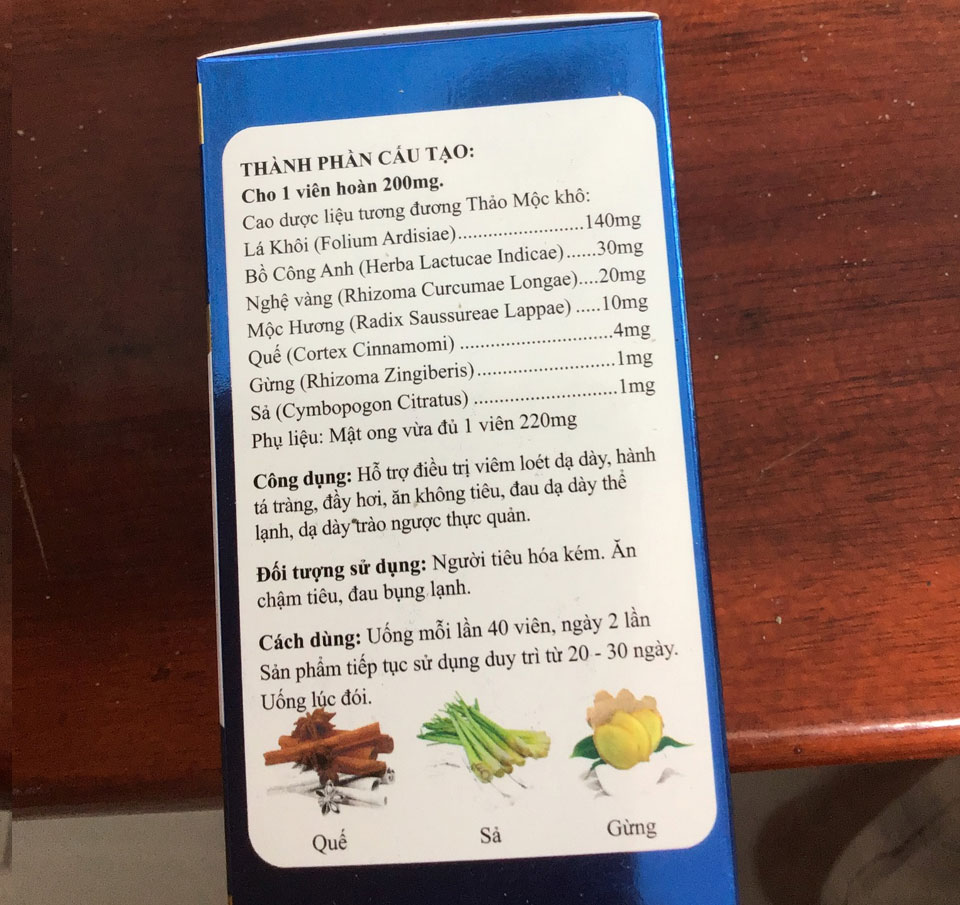 THÀNH PHẦN CẤU TẠO:
Cho 1 viên hoàn 200mg.
Cao dược liệu tương đương Thảo Mộc khô:
Lá Khôi (Folium Ardisiae)........................140mg
Bồ Công Anh (Herba Lactucae Indicae)......30mg
Nghệ vàng (Rhizoma Curcumae Longae)....20mg
Mộc Hương (Radix Saussureae Lappae) .....10mg
Quế (Cortex Cinnamomi) ..............................4mg
Gừng (Rhizoma Zingiberis)...........................1mg
Sả (Cymbopogon Citratus) ............................1mg
Phụ liệu: Mật ong vừa đủ 1 viên 220mg
Công dụng: Hỗ trợ điều trị viêm loét dạ dày, hành
tá tràng, đầy hơi, ăn không tiêu, đau dạ dày thể
lạnh, dạ dày trào ngược thực quản.
Đối tượng sử dụng: Người tiêu hóa kém. Ăn
chậm tiêu, đau bụng lạnh.
Cách dùng: Uống mỗi lần 40 viên, ngày 2 lần
Sản phẩm tiếp tục sử dụng duy trì từ 20 - 30 ngày.
Uống lúc đói.
Quế Sả Gừng